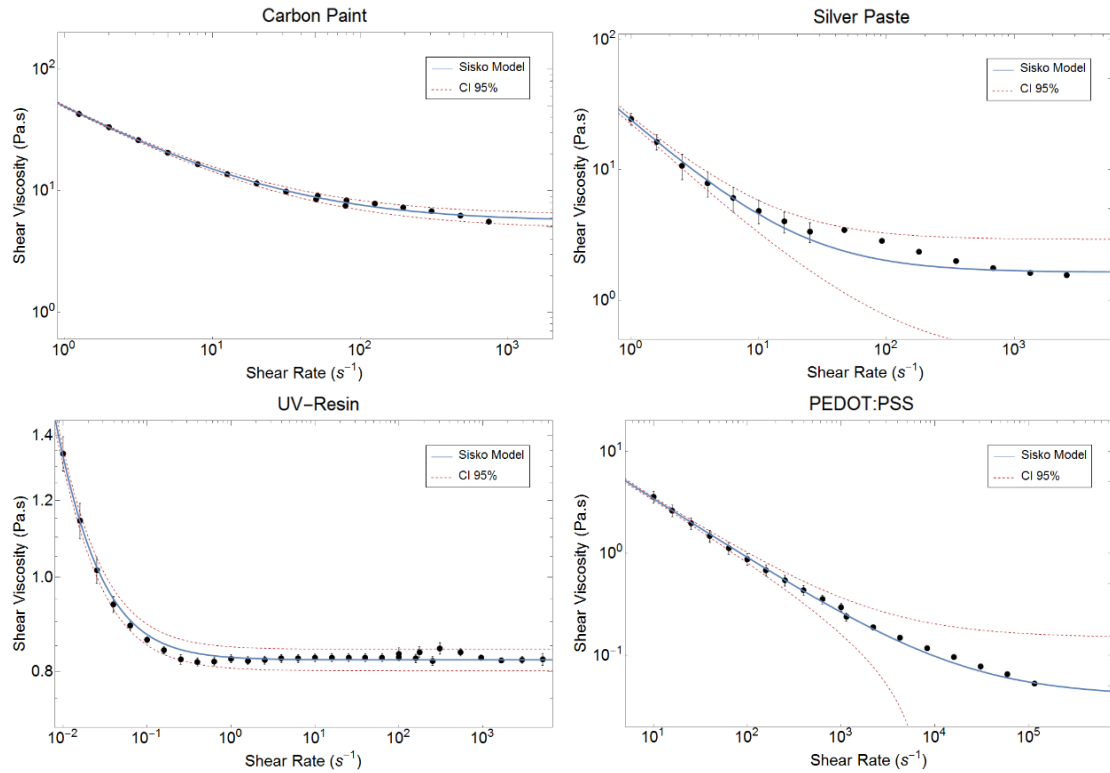 Carbon Paint
10²
10¹
10⁰
Shear Viscosity (Pa.s)
Sisko Model
CI 95%
10⁰ 10¹ 10² 10³
Shear Rate (s⁻¹)
Silver Paste
10²
10¹
10⁰
Shear Viscosity (Pa.s)
Sisko Model
CI 95%
10⁰ 10¹ 10² 10³
Shear Rate (s⁻¹)
UV−Resin
1.4
1.2
1.0
0.8
Shear Viscosity (Pa.s)
Sisko Model
CI 95%
10⁻² 10⁻¹ 10⁰ 10¹ 10² 10³
Shear Rate (s⁻¹)
PEDOT:PSS
10¹
10⁰
10⁻¹
Shear Viscosity (Pa.s)
Sisko Model
CI 95%
10¹ 10² 10³ 10⁴ 10⁵
Shear Rate (s⁻¹)